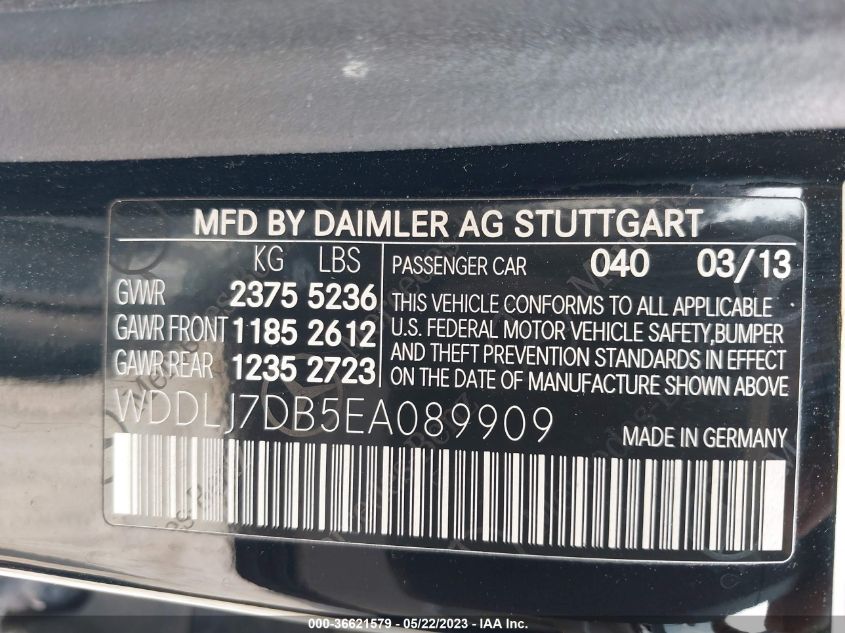 MFD BY DAIMLER AG STUTTGART
KG LBS
GVWR 2375 5236
GAWR FRONT 1185 2612
GAWR REAR 1235 2723
PASSENGER CAR 040 03/13
THIS VEHICLE CONFORMS TO ALL APPLICABLE
U.S. FEDERAL MOTOR VEHICLE SAFETY,BUMPER
AND THEFT PREVENTION STANDARDS IN EFFECT
ON THE DATE OF MANUFACTURE SHOWN ABOVE
WDDLJ7DB5EA089909
MADE IN GERMANY
000-36621579 - 05/22/2023 - © IAA Inc.